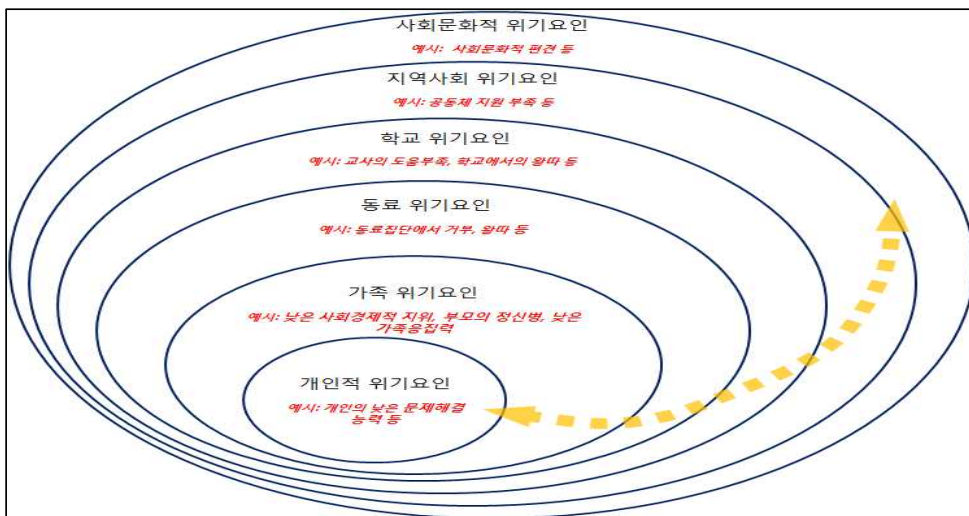 사회문화적 위기요인
예시: 사회문화적 편견 등
지역사회 위기요인
예시: 공동체 지원 부족 등
학교 위기요인
예시: 교사의 도움부족, 학교에서의 왕따 등
동료 위기요인
예시: 동료집단에서 거부, 왕따 등
가족 위기요인
예시: 낮은 사회경제적 지위, 부모의 정신병, 낮은
가족응집력
개인적 위기요인
예시: 개인의 낮은 문제해결
능력 등